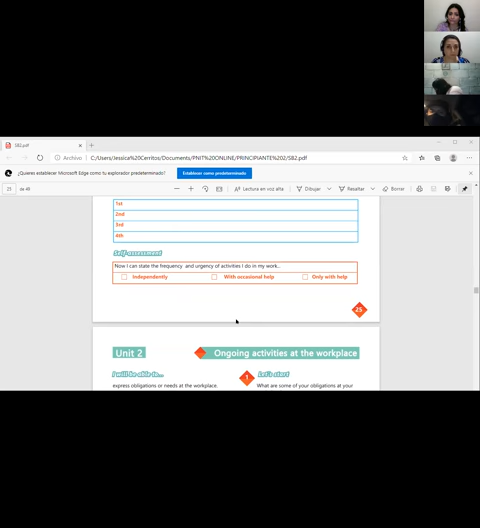 SB2.pdf
Archivo C:/Users/Jessica%20Cerritos/Documents/PNIT%20ONLINE/PRINCIPIANTE%202/SB2.pdf
¿Quieres establecer Microsoft Edge como tu explorador predeterminado? Establecer como predeterminado
25 de 49 Lectura en voz alta Dibujar Resaltar Borrar
1st
2nd
3rd
4th
Self-assessment
Now I can state the frequency and urgency of activities I do in my work..
Independently With occasional help Only with help
25
Unit 2 Ongoing activities at the workplace
I will be able to... 1 Let's start
express obligations or needs at the workplace. What are some of your obligations at your